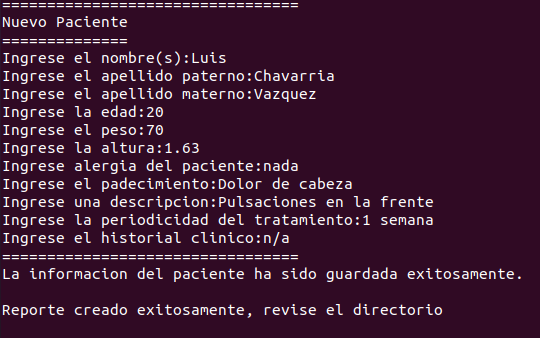 =================================
Nuevo Paciente
==============
Ingrese el nombre(s):Luis
Ingrese el apellido paterno:Chavarria
Ingrese el apellido materno:Vazquez
Ingrese la edad:20
Ingrese el peso:70
Ingrese la altura:1.63
Ingrese alergia del paciente:nada
Ingrese el padecimiento:Dolor de cabeza
Ingrese una descripcion:Pulsaciones en la frente
Ingrese la periodicidad del tratamiento:1 semana
Ingrese el historial clinico:n/a
=================================
La informacion del paciente ha sido guardada exitosamente.
Reporte creado exitosamente, revise el directorio